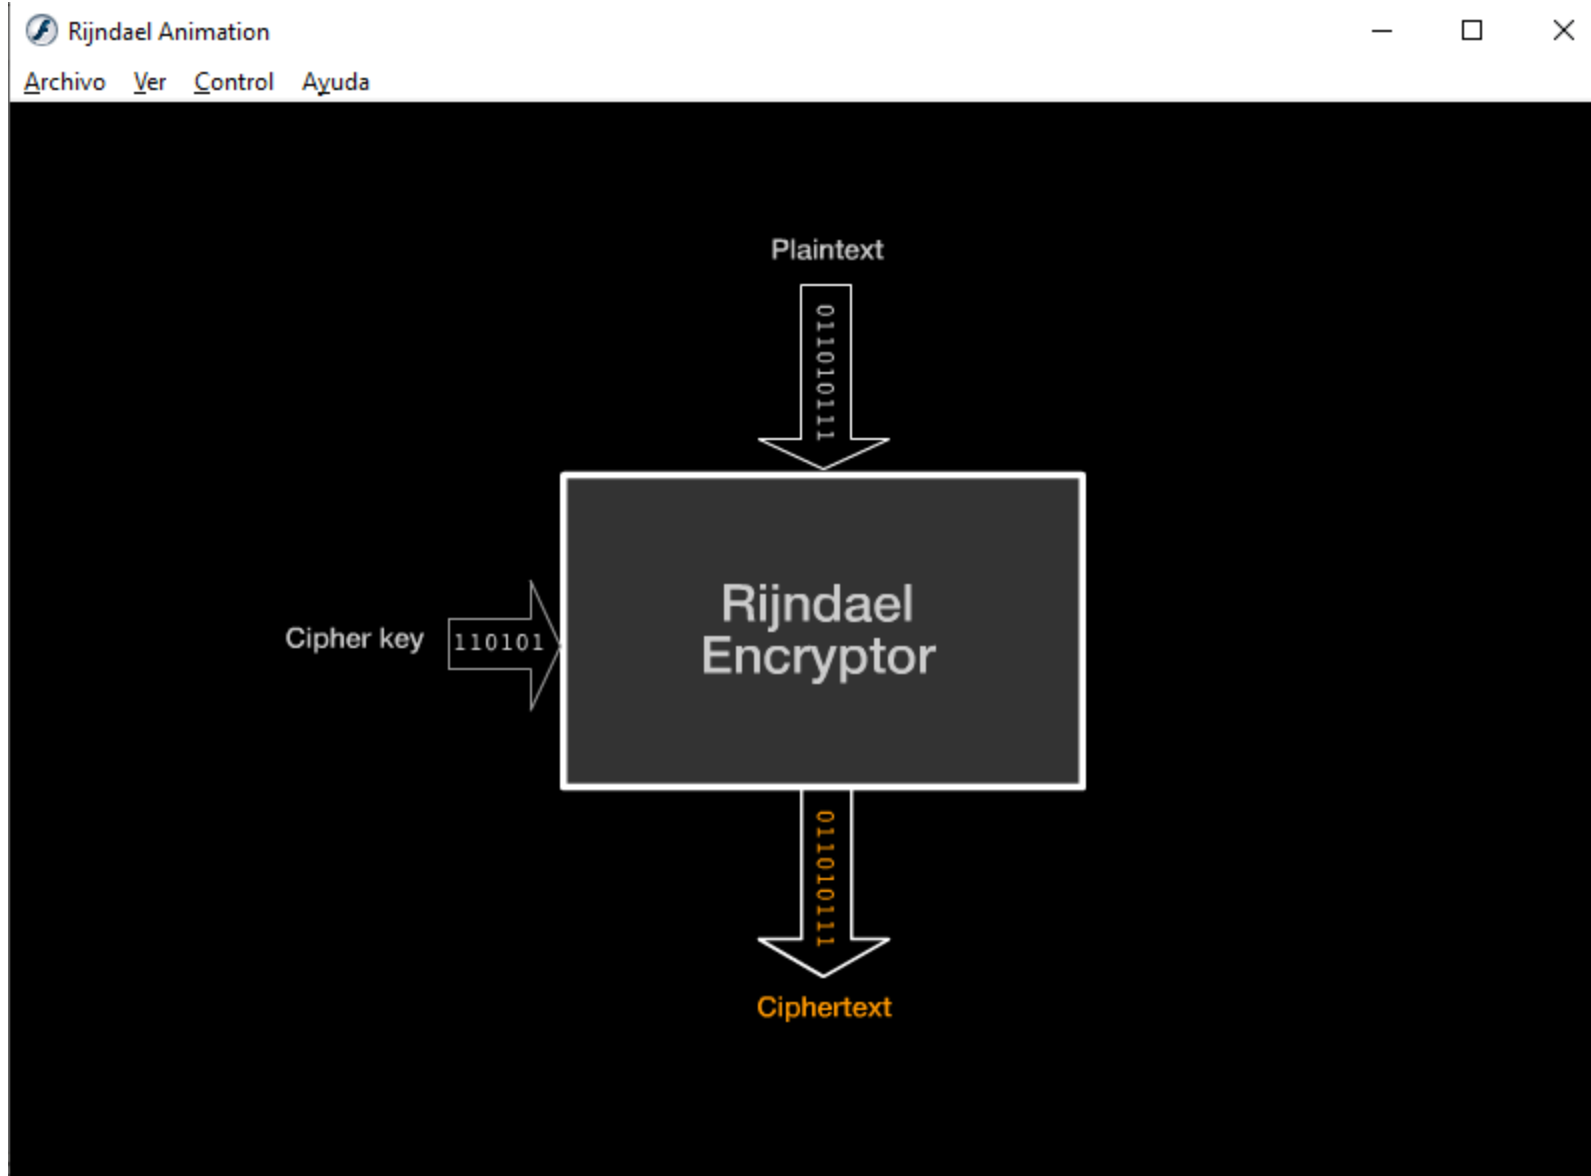 Rijndael Animation
Archivo Ver Control Ayuda
Plaintext
011010111
Cipher key
110101
Rijndael
Encryptor
011010111
Ciphertext